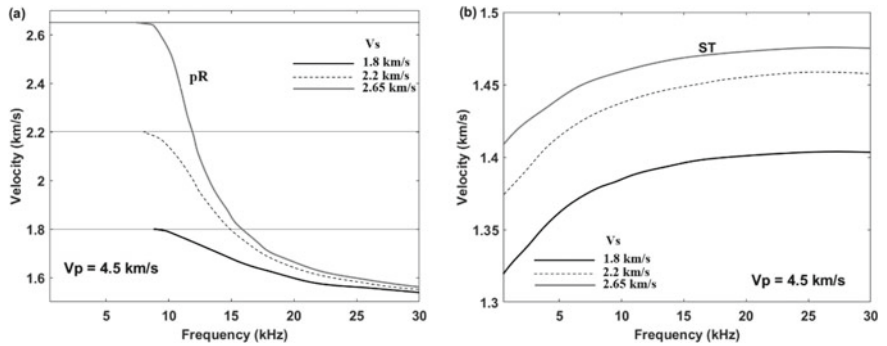 (a)
2.6
2.4
2.2
2
1.8
1.6
Velocity (km/s)
pR
Vs
1.8 km/s
2.2 km/s
2.65 km/s
Vp = 4.5 km/s
5
10
15
20
25
30
Frequency (kHz)
(b)
1.5
1.45
1.4
1.35
1.3
Velocity (km/s)
ST
Vs
1.8 km/s
2.2 km/s
2.65 km/s
Vp = 4.5 km/s
5
10
15
20
25
30
Frequency (kHz)